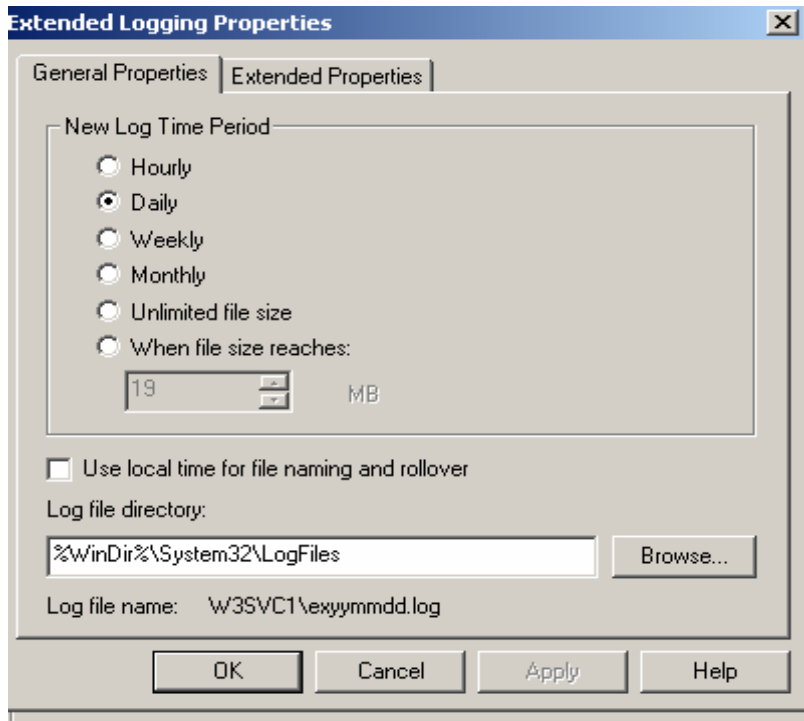 Extended Logging Properties
General Properties
Extended Properties
New Log Time Period
Hourly
Daily
Weekly
Monthly
Unlimited file size
When file size reaches:
19 MB
Use local time for file naming and rollover
Log file directory:
%WinDir%\System32\LogFiles
Browse...
Log file name: W3SVC1\exyymmdd.log
OK Cancel Apply Help